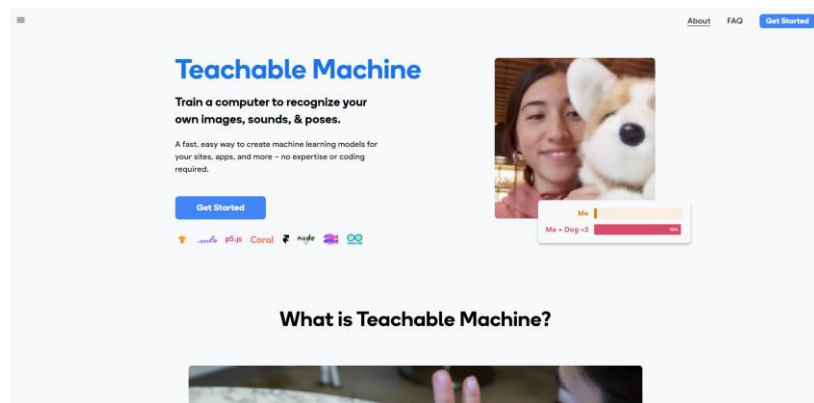 About FAQ Get Started
Teachable Machine
Train a computer to recognize your
own images, sounds, & poses.
A fast, easy way to create machine learning models for
your sites, apps, and more – no expertise or coding
required.
Get Started
p5.js Coral node
What is Teachable Machine?
Me
Me + Dog <3